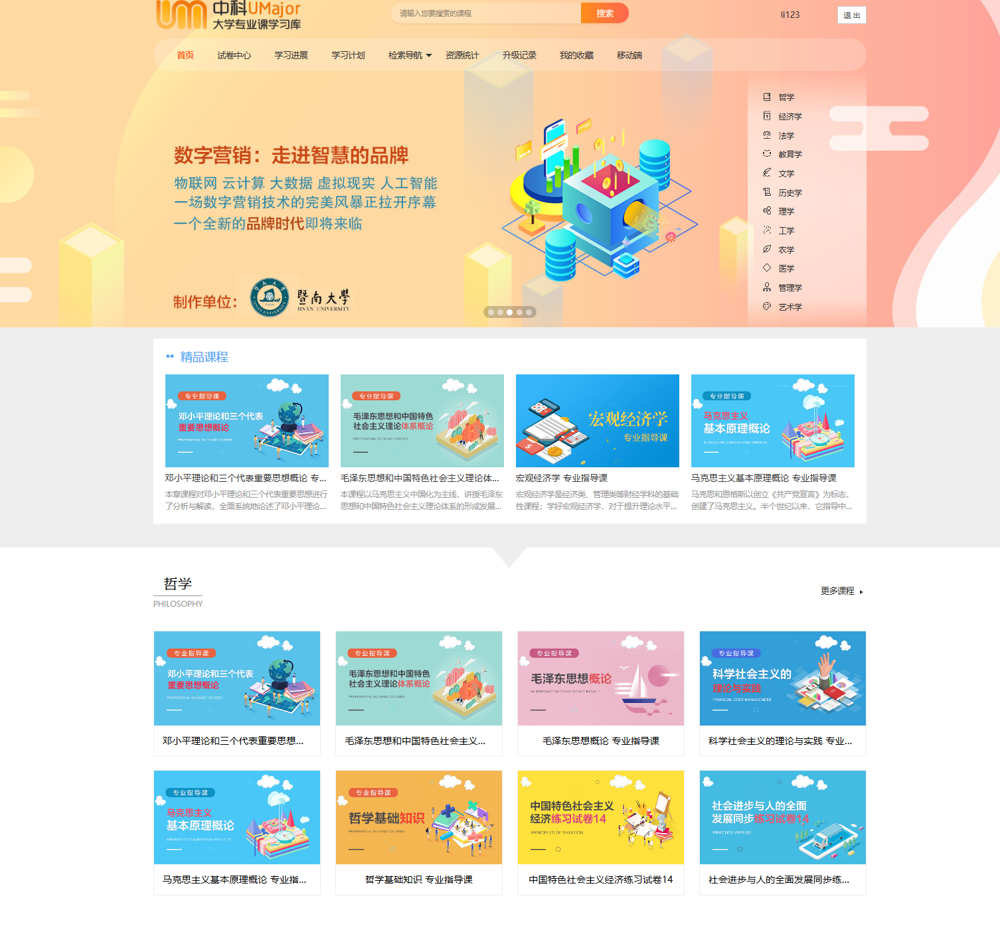 中科UMajor
大学专业课学习库
请输入您要搜索的课程
搜索
li123
退 出
首页 试卷中心 学习进展 学习计划 检索导航 资源统计 升级记录 我的收藏 移动端
数字营销：走进智慧的品牌
物联网 云计算 大数据 虚拟现实 人工智能
一场数字营销技术的完美风暴正拉开序幕
一个全新的品牌时代即将来临
制作单位：
暨南大学
JINAN UNIVERSITY
哲学
经济学
法学
教育学
文学
历史学
理学
工学
农学
医学
管理学
艺术学
精品课程
专业指导课
邓小平理论和三个代表
重要思想概论
PROFESSIONAL GUIDANCE COURSES
邓小平理论和三个代表重要思想概论 专...
本章课程对邓小平理论和三个代表重要思想进行
了分析与解读，全面系统地论述了邓小平理论...
专业指导课
毛泽东思想和中国特色
社会主义理论体系概论
PROFESSIONAL GUIDANCE COURSES
毛泽东思想和中国特色社会主义理论体...
本课程以马克思主义中国化为主线，讲授毛泽东
思想和中国特色社会主义理论体系的形成发展...
宏观经济学
专业指导课
宏观经济学 专业指导课
宏观经济学是经济类、管理类等财经学科的基础
性课程；学好宏观经济学，对于提升理论水平...
专业指导课
马克思主义
基本原理概论
马克思主义基本原理概论 专业指导课
马克思和恩格斯以创立《共产党宣言》为标志，
创建了马克思主义。半个世纪以来，它指导中...
哲学
PHILOSOPHY
更多课程
专业指导课
邓小平理论和三个代表
重要思想概论
PROFESSIONAL GUIDANCE COURSES
邓小平理论和三个代表重要思想...
专业指导课
毛泽东思想和中国特色
社会主义理论体系概论
PROFESSIONAL GUIDANCE COURSES
毛泽东思想和中国特色社会主义...
专业指导课
毛泽东思想概论
毛泽东思想概论 专业指导课
专业指导课
科学社会主义的
理论与实践
FINANCIAL COST MANAGEMENT
科学社会主义的理论与实践 专业...
专业指导课
马克思主义
基本原理概论
马克思主义基本原理概论 专业指...
专业指导课
哲学基础知识
PROFESSIONAL GUIDANCE COURSES
哲学基础知识 专业指导课
中国特色社会主义
经济练习试卷14
PRINCIPLES OF TAXATION
中国特色社会主义经济练习试卷14
社会进步与人的全面
发展同步练习试卷14
PRACTICE PAPERS
社会进步与人的全面发展同步练...